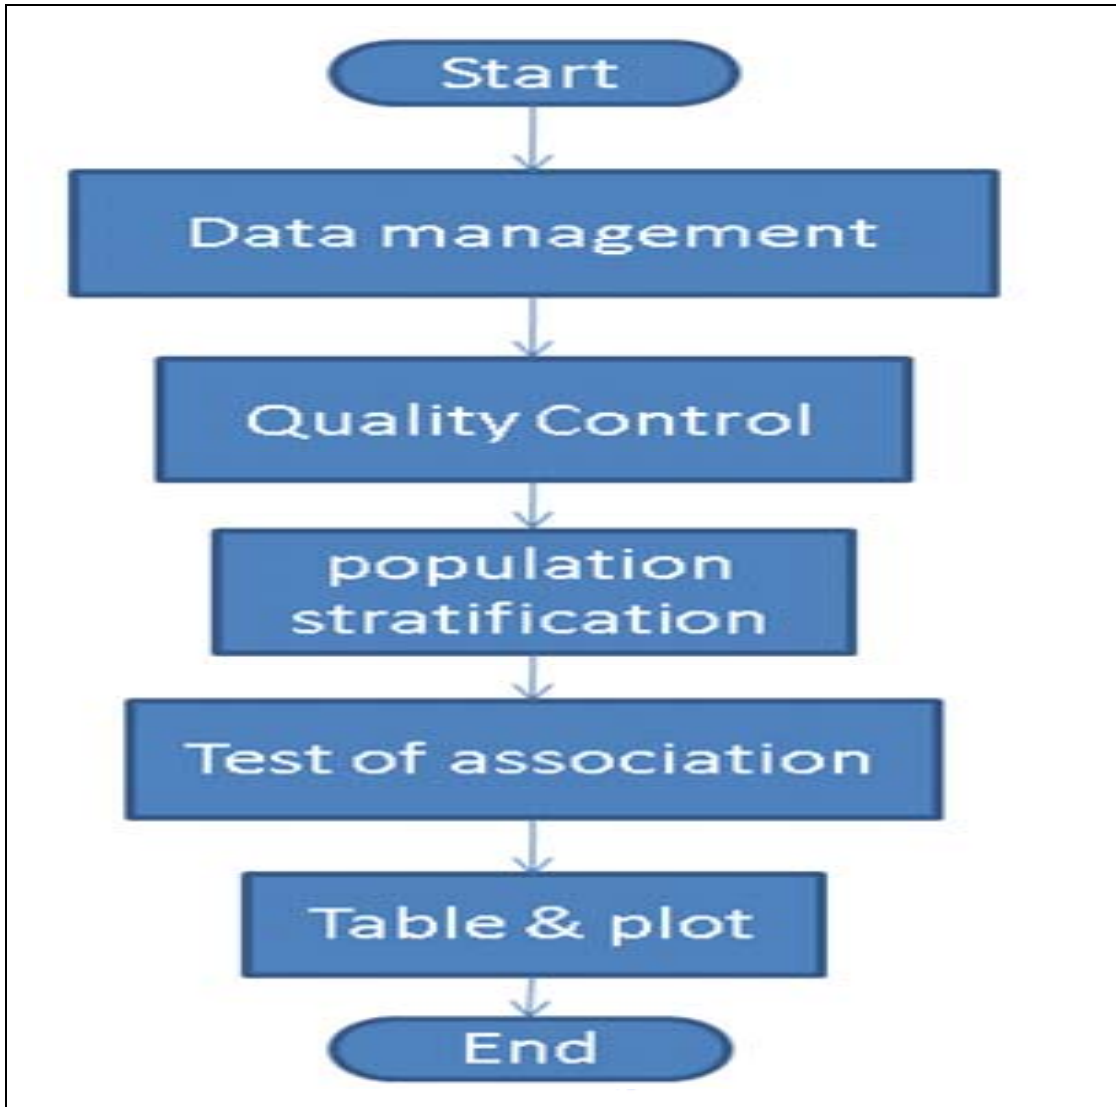 Start
Data management
Quality Control
population
stratification
Test of association
Table & plot
End